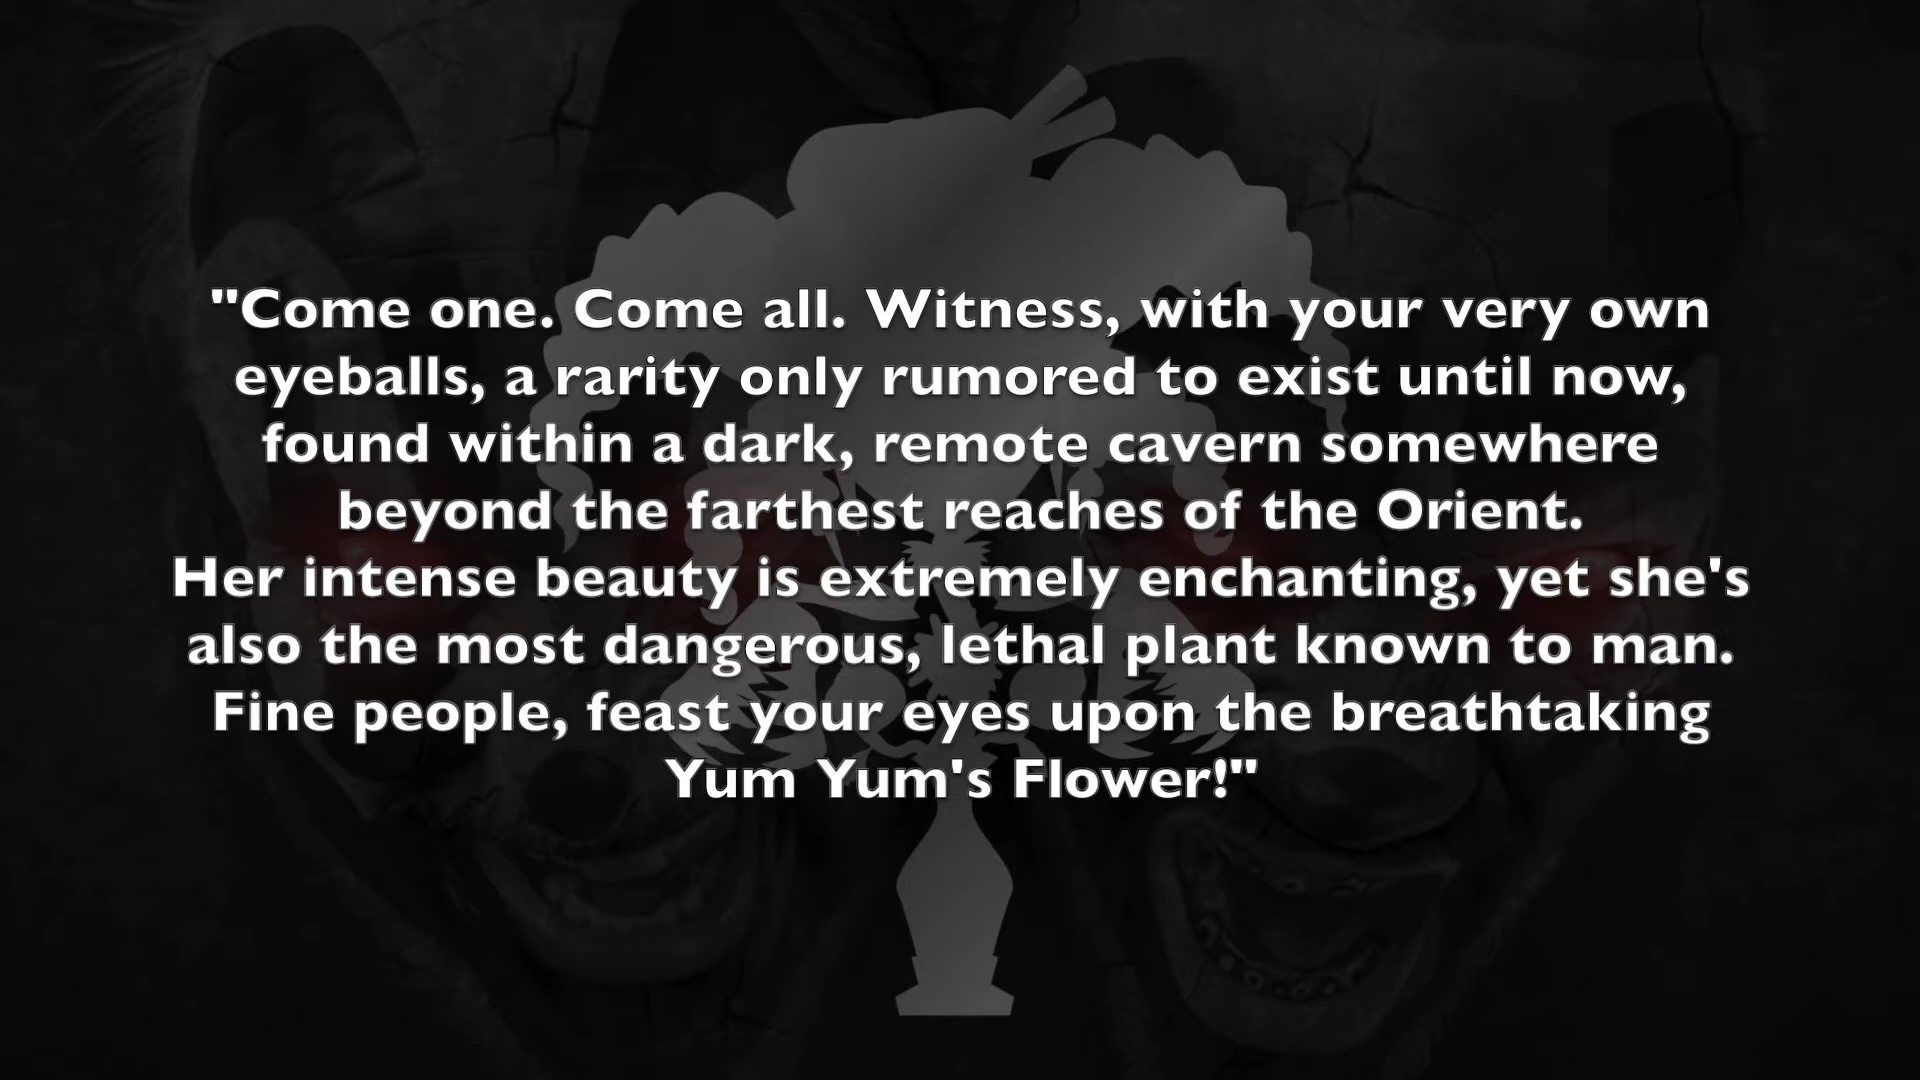 "Come one. Come all. Witness, with your very own
eyeballs, a rarity only rumored to exist until now,
found within a dark, remote cavern somewhere
beyond the farthest reaches of the Orient.
Her intense beauty is extremely enchanting, yet she's
also the most dangerous, lethal plant known to man.
Fine people, feast your eyes upon the breathtaking
Yum Yum's Flower!"